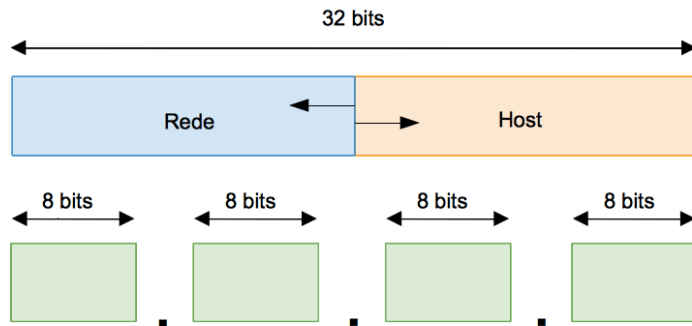 32 bits
Rede Host
8 bits 8 bits 8 bits 8 bits
. . .